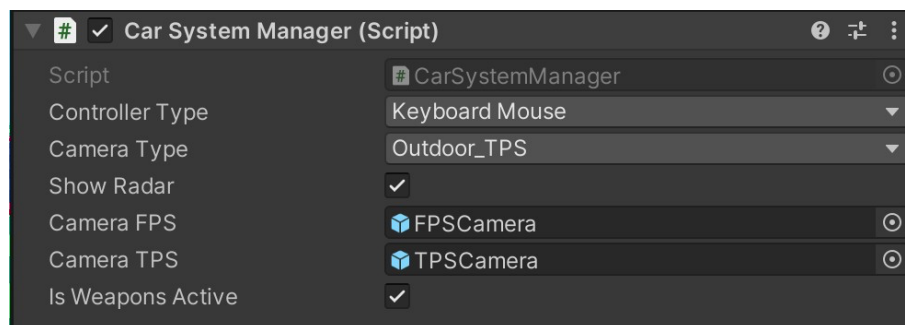 # Car System Manager (Script)
Script # CarSystemManager
Controller Type Keyboard Mouse
Camera Type Outdoor_TPS
Show Radar
Camera FPS FPSCamera
Camera TPS TPSCamera
Is Weapons Active